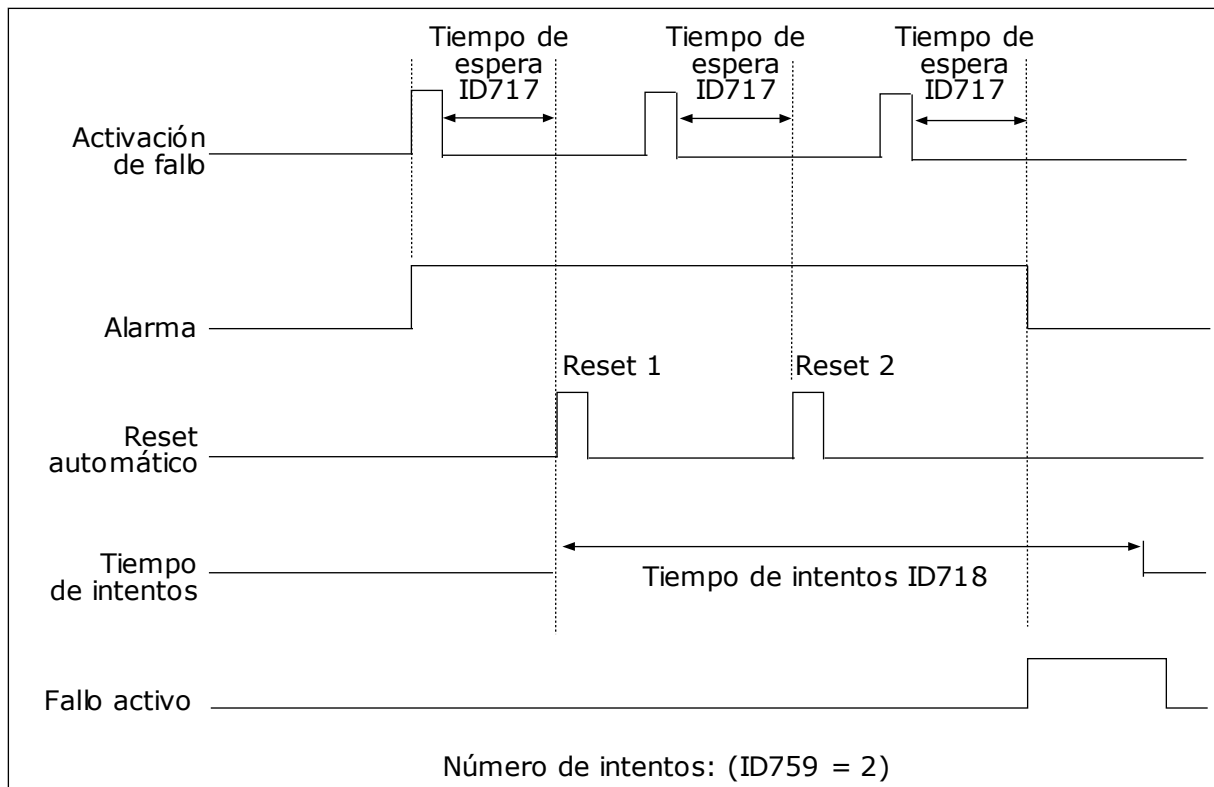 Tiempo de
espera
ID717
Tiempo de
espera
ID717
Tiempo de
espera
ID717
Activación
de fallo
Alarma
Reset 1
Reset 2
Reset
automático
Tiempo
de intentos
Tiempo de intentos ID718
Fallo activo
Número de intentos: (ID759 = 2)